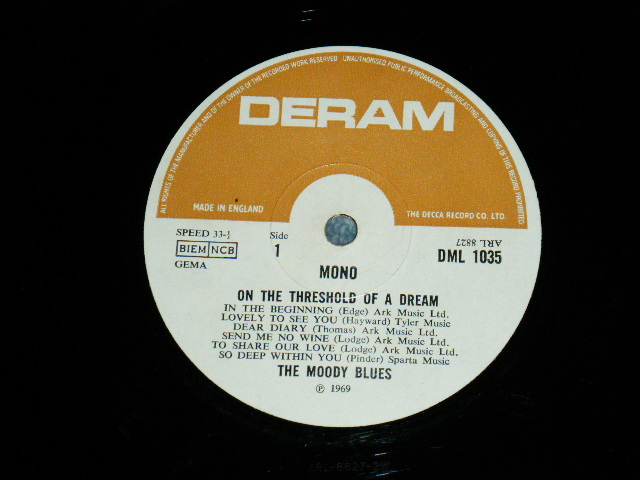 ALL RIGHTS OF THE MANUFACTURER AND OF THE OWNER OF THE RECORDED WORK RESERVED UNAUTHORISED PUBLIC PERFORMANCE BROADCASTING AND COPYING OF THIS RECORD PROHIBITED
DERAM
MADE IN ENGLAND
THE DECCA RECORD CO. LTD.
SPEED 33-⅓
BIEM NCB
GEMA
Side
1
ARL 8827
DML 1035
MONO
ON THE THRESHOLD OF A DREAM
IN THE BEGINNING (Edge) Ark Music Ltd.
LOVELY TO SEE YOU (Hayward) Tyler Music
DEAR DIARY (Thomas) Ark Music Ltd.
SEND ME NO WINE (Lodge) Ark Music Ltd.
TO SHARE OUR LOVE (Lodge) Ark Music Ltd.
SO DEEP WITHIN YOU (Pinder) Sparta Music
THE MOODY BLUES
℗ 1969